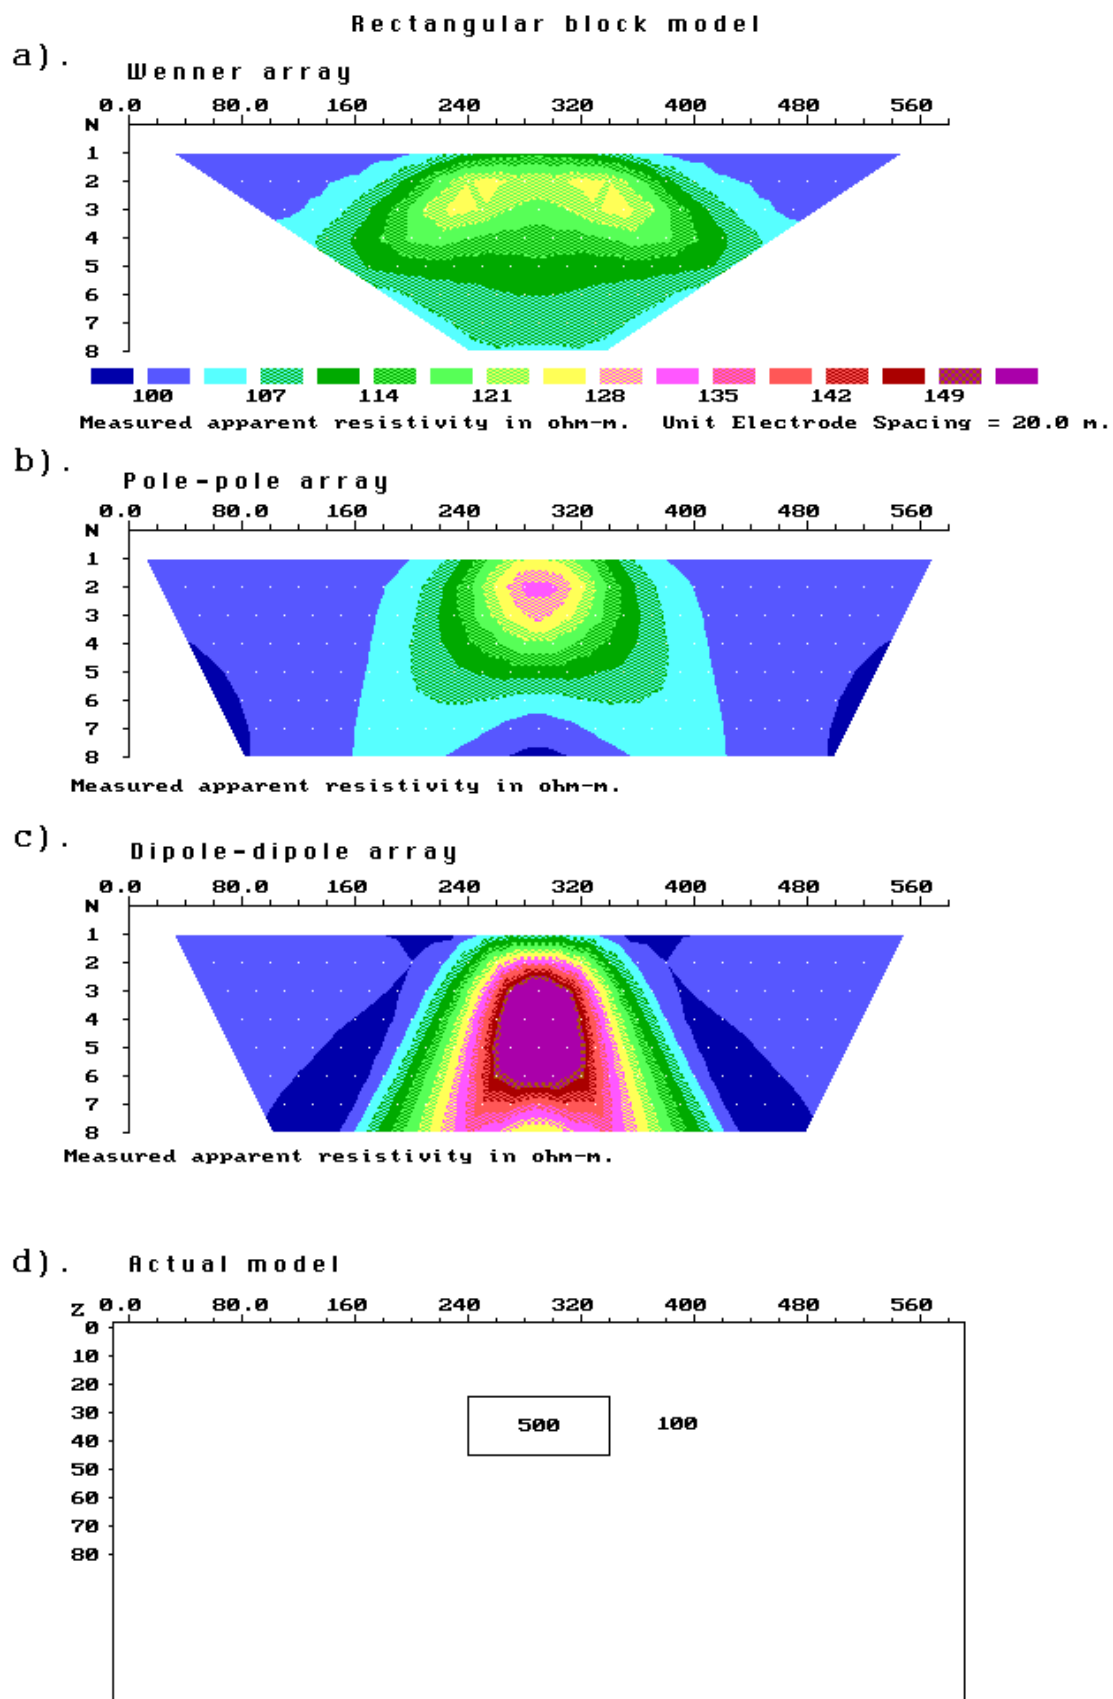 Rectangular block model
a).
Wenner array
0.0 80.0 160 240 320 400 480 560
N
1
2
3
4
5
6
7
8
100 107 114 121 128 135 142 149
Measured apparent resistivity in ohm-m. Unit Electrode Spacing = 20.0 m.
b).
Pole-pole array
0.0 80.0 160 240 320 400 480 560
N
1
2
3
4
5
6
7
8
Measured apparent resistivity in ohm-m.
c).
Dipole-dipole array
0.0 80.0 160 240 320 400 480 560
N
1
2
3
4
5
6
7
8
Measured apparent resistivity in ohm-m.
d).
Actual model
Z 0.0 80.0 160 240 320 400 480 560
0
10
20
30
500 100
40
50
60
70
80